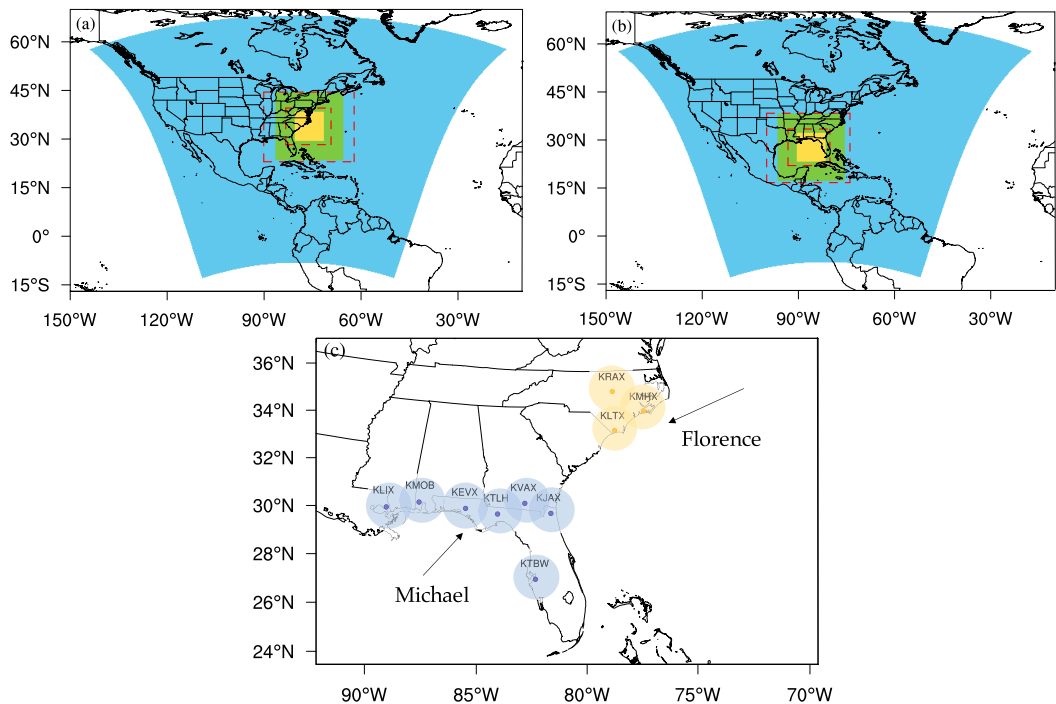 (a)
60°N
45°N
30°N
15°N
0°
15°S
150°W 120°W 90°W 60°W 30°W
(b)
60°N
45°N
30°N
15°N
0°
15°S
150°W 120°W 90°W 60°W 30°W
(c)
36°N
34°N
32°N
30°N
28°N
26°N
24°N
KRAX
KMHX
KLTX
Florence
KLIX
KMOB
KEVX
KTLH
KVAX
KJAX
KTBW
Michael
90°W 85°W 80°W 75°W 70°W